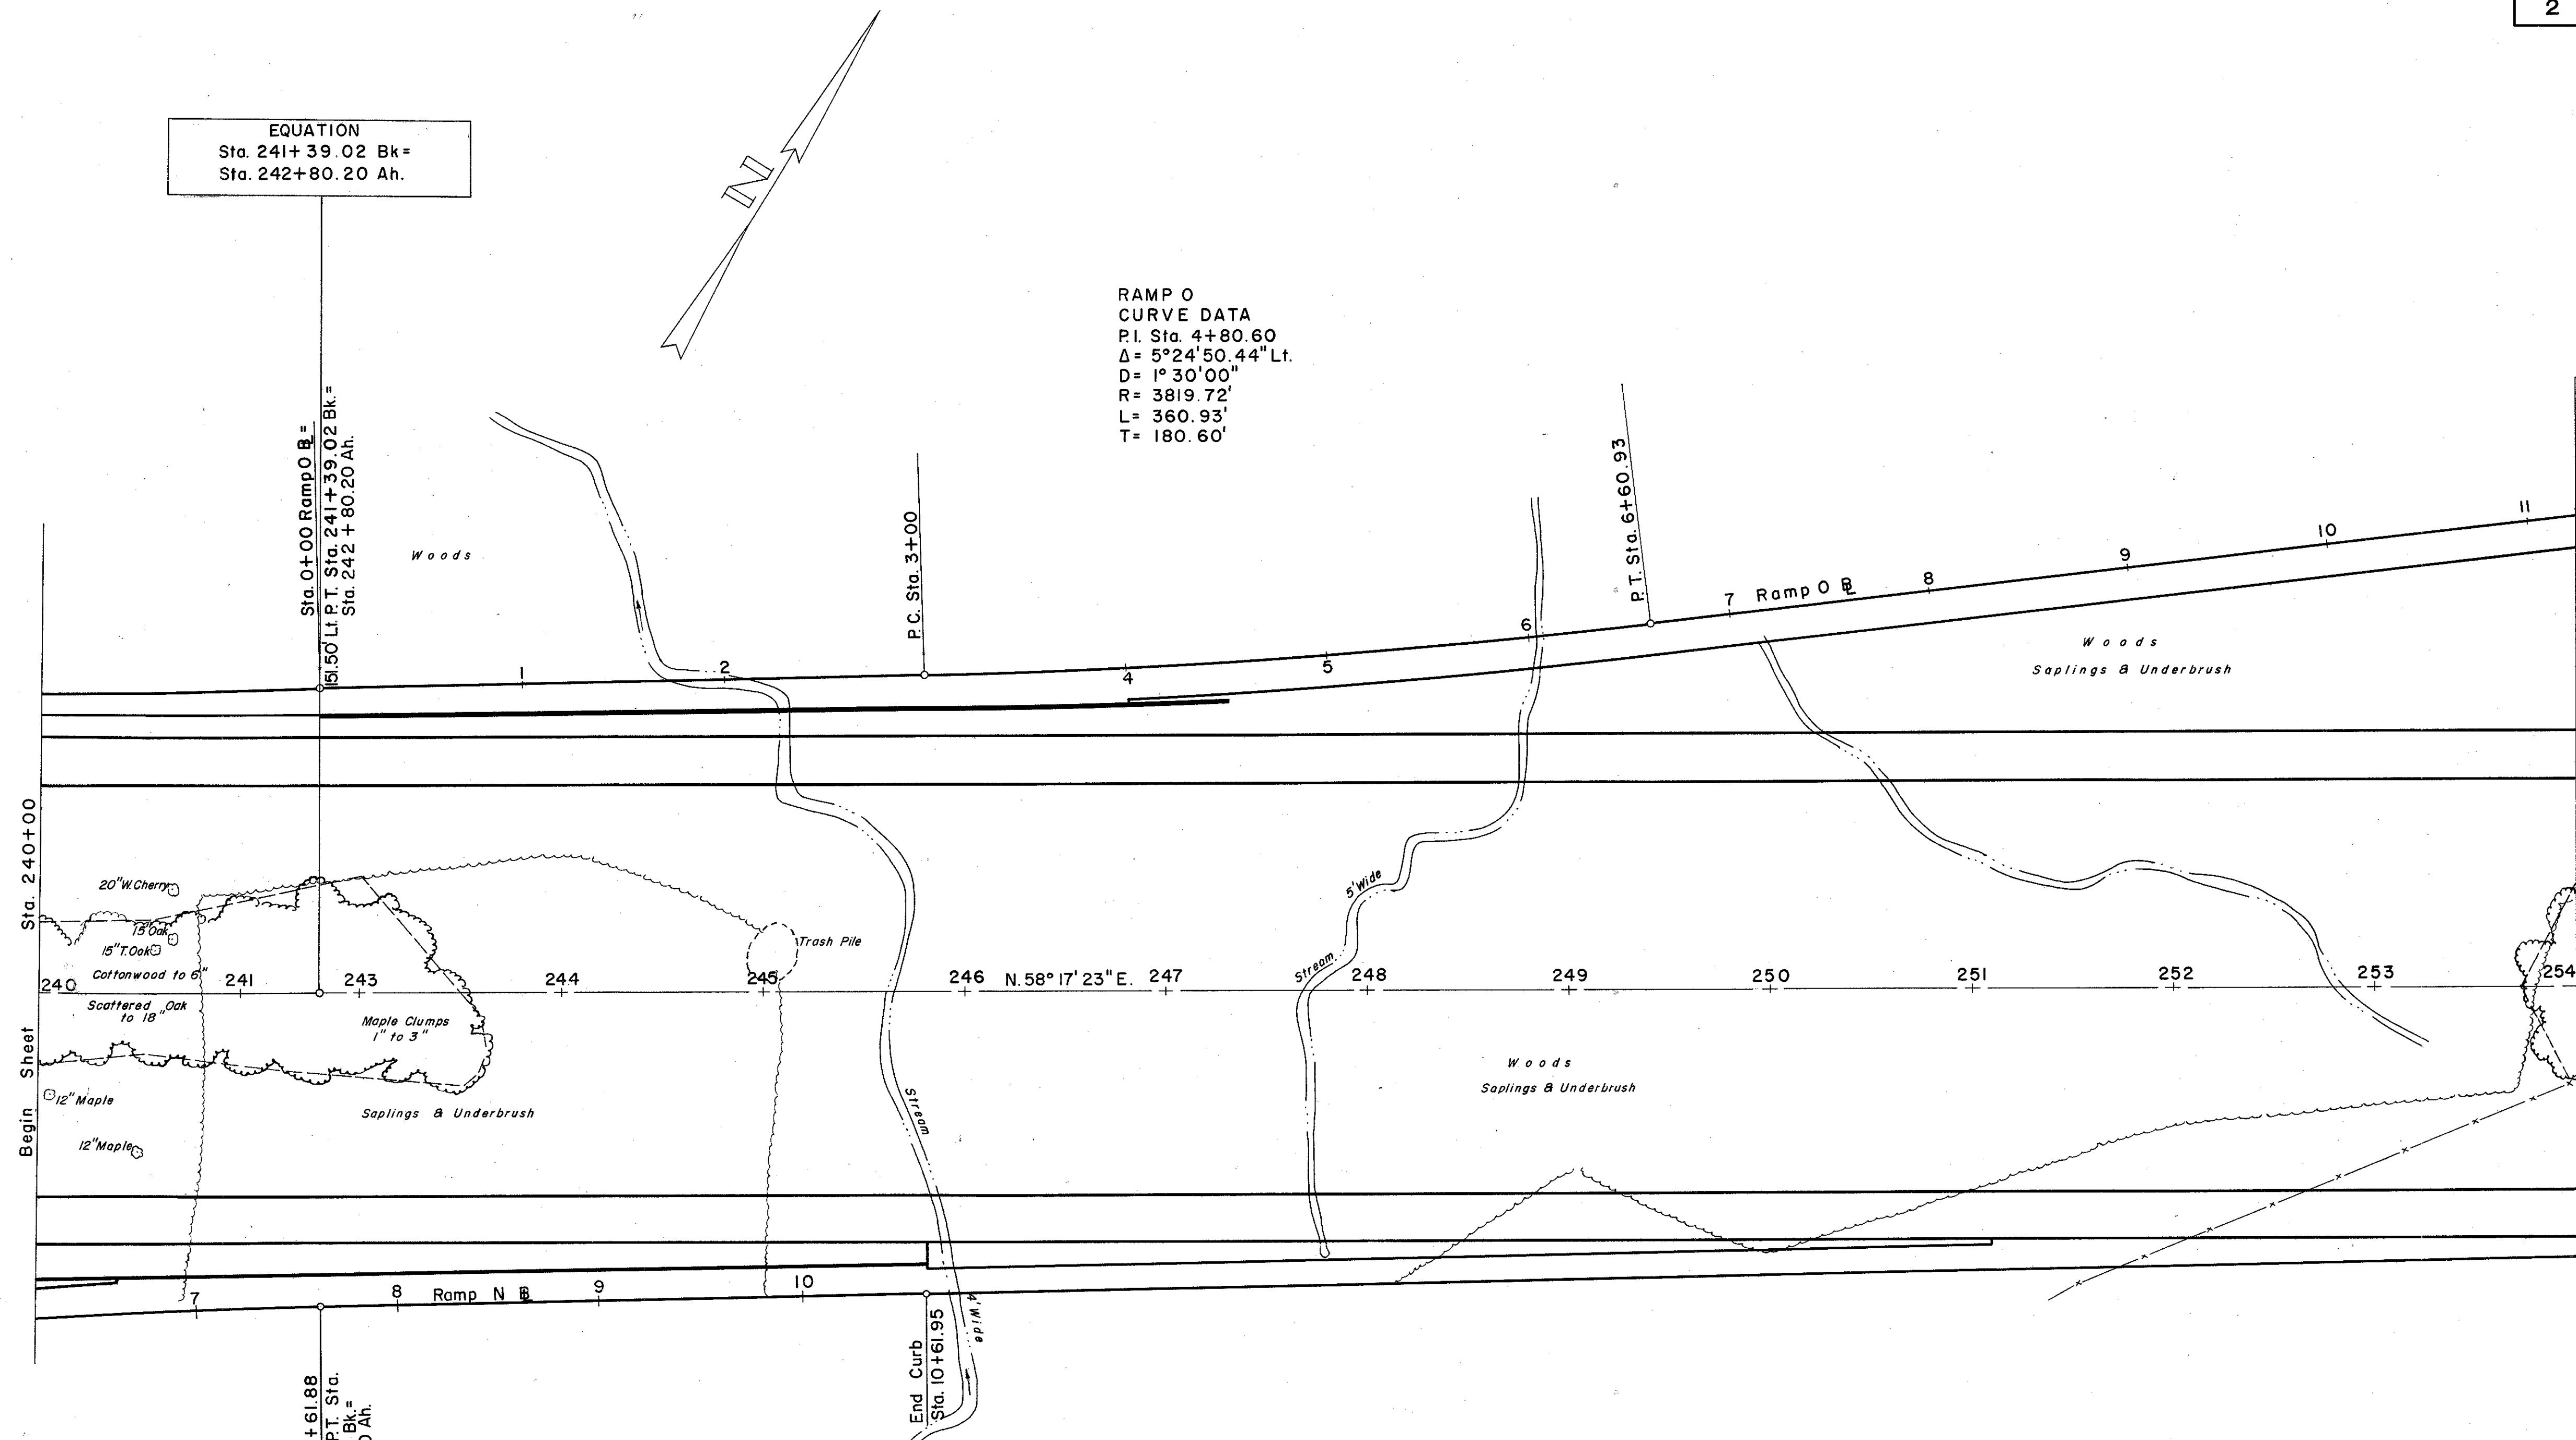 2
EQUATION
Sta. 241+39.02 Bk=
Sta. 242+80.20 Ah.
N
RAMP O
CURVE DATA
P.I. Sta. 4+80.60
Δ= 5°24'50.44" Lt.
D= 1°30'00"
R= 3819.72'
L= 360.93'
T= 180.60'
Sta. 0+00 Ramp O BL=
151.50' Lt. P.T. Sta. 241+39.02 Bk.=
Sta. 242+80.20 Ah.
Woods
P.C. Sta. 3+00
P.T. Sta. 6+60.93
1 2 4 5 6 7 Ramp O BL 8 9 10 11
Woods
Saplings & Underbrush
Begin Sheet Sta. 240+00
20" W. Cherry
15" Oak
15" T. Oak
Cottonwood to 6"
Trash Pile
5' Wide
Stream
240 241 243 244 245 246 N. 58° 17' 23" E. 247 248 249 250 251 252 253 254
Scattered Oak
to 18"
Maple Clumps
1" to 3"
12" Maple
12" Maple
Saplings & Underbrush
Stream
Woods
Saplings & Underbrush
7 8 Ramp N BL 9 10
4' Wide
End Curb
Sta. 10+61.95
+61.88
P.T. Sta.
Bk.=
Ah.